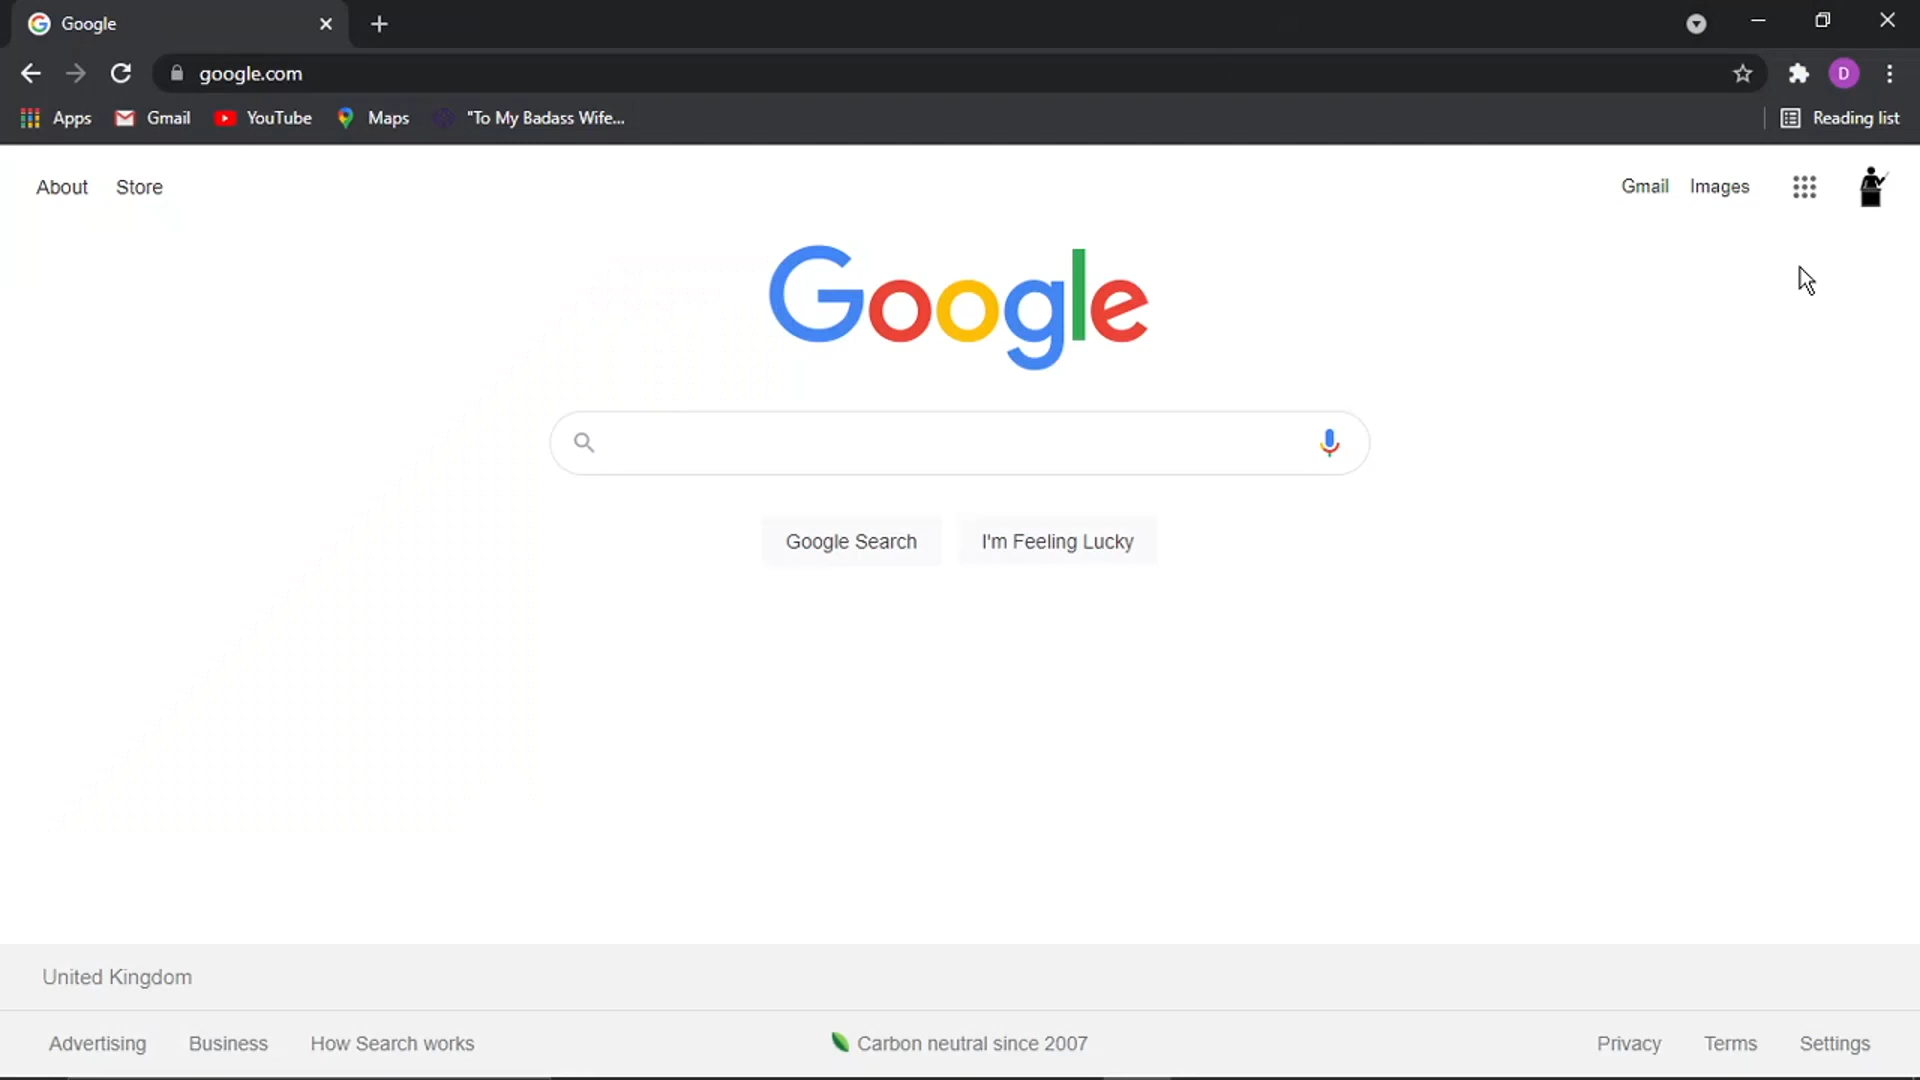 Google
google.com
Apps Gmail YouTube Maps "To My Badass Wife...
Reading list
About Store
Gmail Images
D
Google
Google Search I'm Feeling Lucky
United Kingdom
Advertising Business How Search works
Carbon neutral since 2007
Privacy Terms Settings